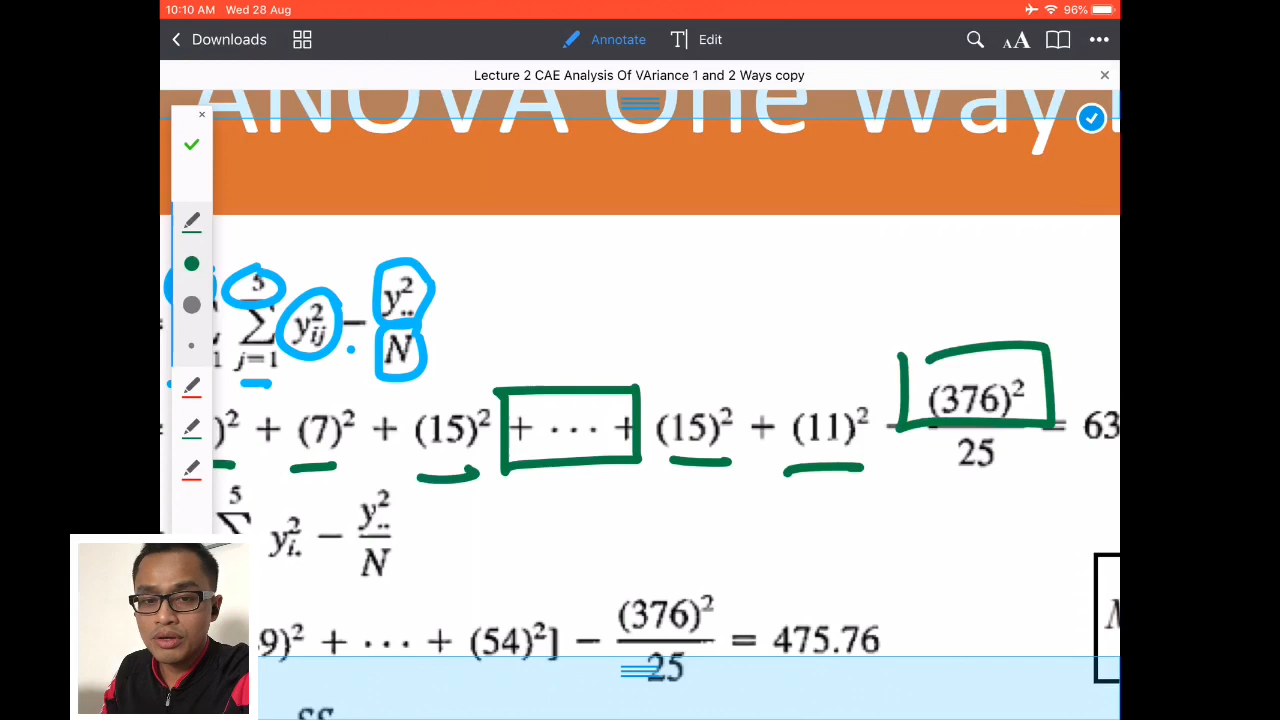 10:10 AM Wed 28 Aug 96%
Downloads Annotate T Edit AA
Lecture 2 CAE Analysis Of VAriance 1 and 2 Ways copy
ANOVA One Way
5
∑ y²ij − y².. / N
j=1
)² + (7)² + (15)² + · · · + (15)² + (11)² − (376)² / 25 = 63
5
∑ y²i. − y².. / N
9)² + · · · + (54)²] − (376)² / 25 = 475.76